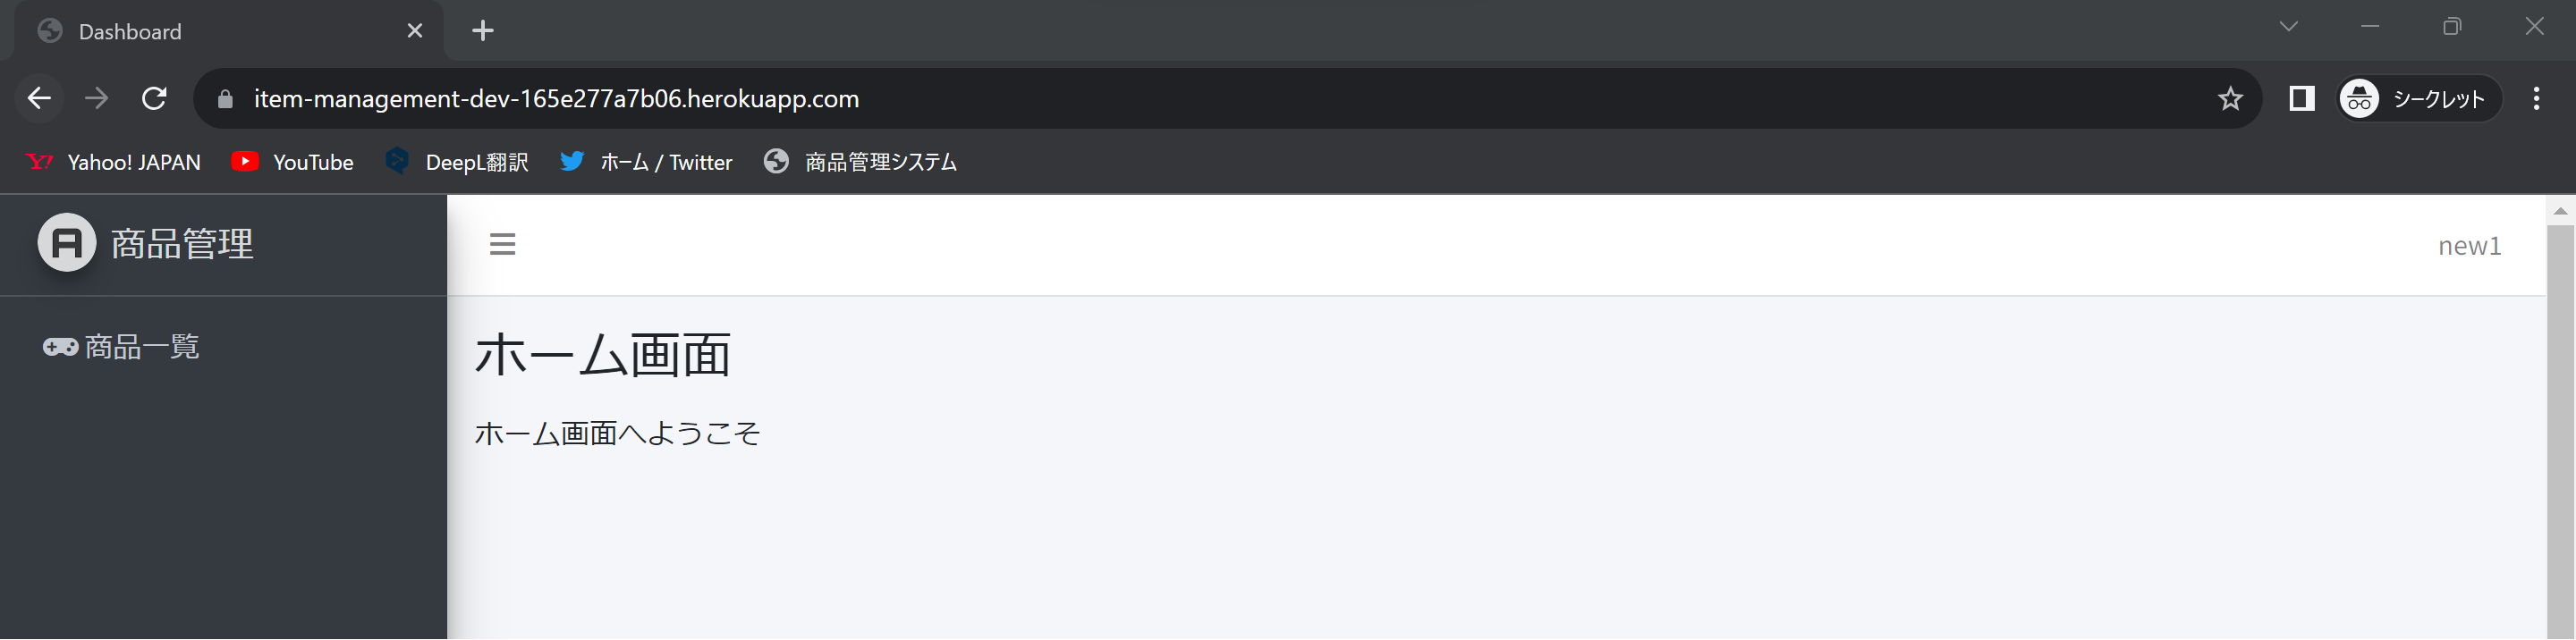 Dashboard
item-management-dev-165e277a7b06.herokuapp.com
シークレット
Yahoo! JAPAN YouTube DeepL翻訳 ホーム / Twitter 商品管理システム
商品管理
new1
商品一覧
ホーム画面
ホーム画面へようこそ